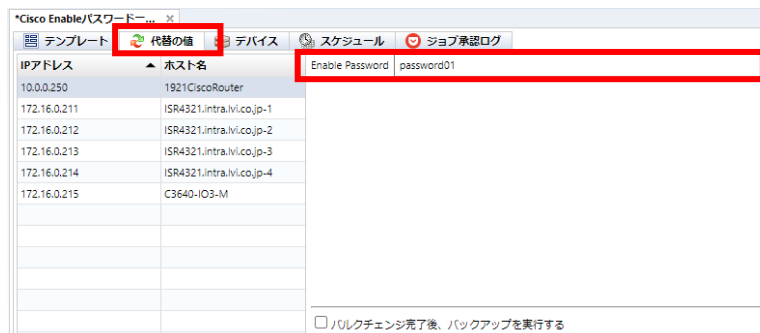 *Cisco Enableパスワードー...
テンプレート 代替の値 デバイス スケジュール ジョブ承認ログ
IPアドレス ホスト名 Enable Password password01
10.0.0.250 1921CiscoRouter
172.16.0.211 ISR4321.intra.lvi.co.jp-1
172.16.0.212 ISR4321.intra.lvi.co.jp-2
172.16.0.213 ISR4321.intra.lvi.co.jp-3
172.16.0.214 ISR4321.intra.lvi.co.jp-4
172.16.0.215 C3640-IO3-M
バルクチェンジ完了後、バックアップを実行する